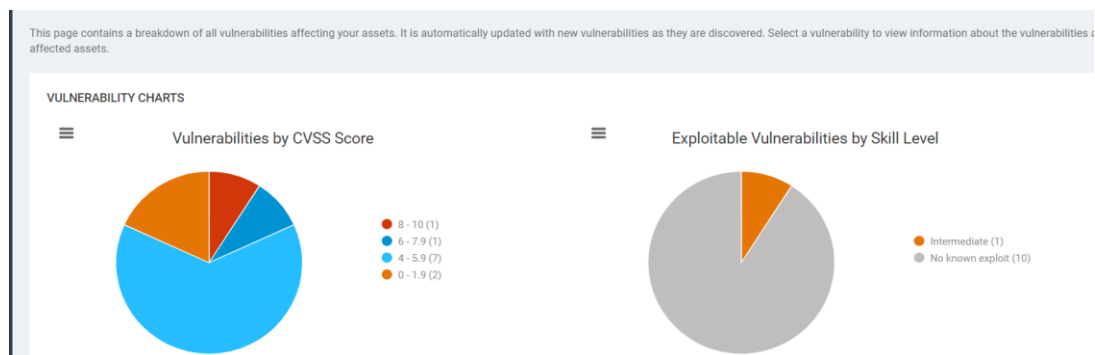 This page contains a breakdown of all vulnerabilities affecting your assets. It is automatically updated with new vulnerabilities as they are discovered. Select a vulnerability to view information about the vulnerabilities
affected assets.
VULNERABILITY CHARTS
Vulnerabilities by CVSS Score
8 - 10 (1)
6 - 7.9 (1)
4 - 5.9 (7)
0 - 1.9 (2)
Exploitable Vulnerabilities by Skill Level
Intermediate (1)
No known exploit (10)